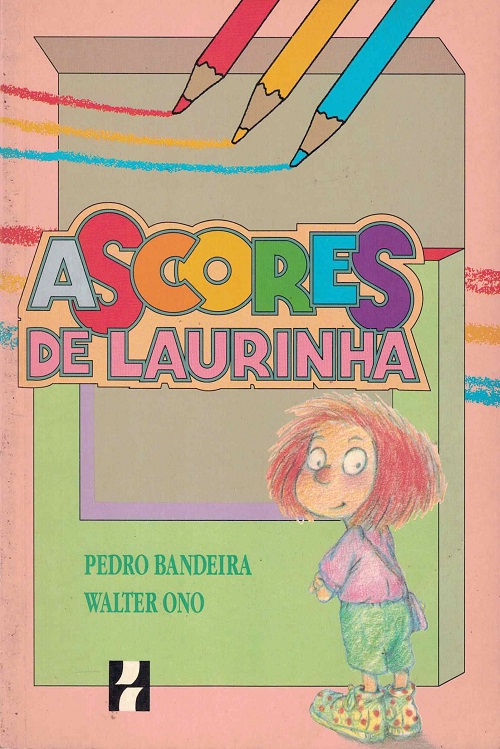 AS CORES
DE LAURINHA
PEDRO BANDEIRA
WALTER ONO